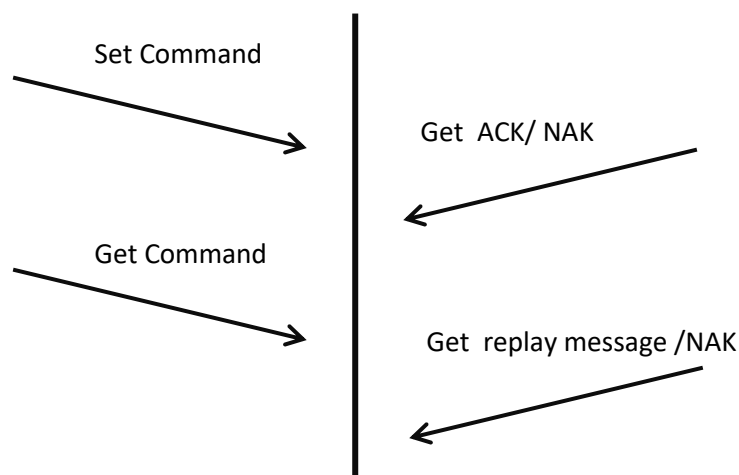 Set Command
Get  ACK/ NAK
Get Command
Get  replay message /NAK